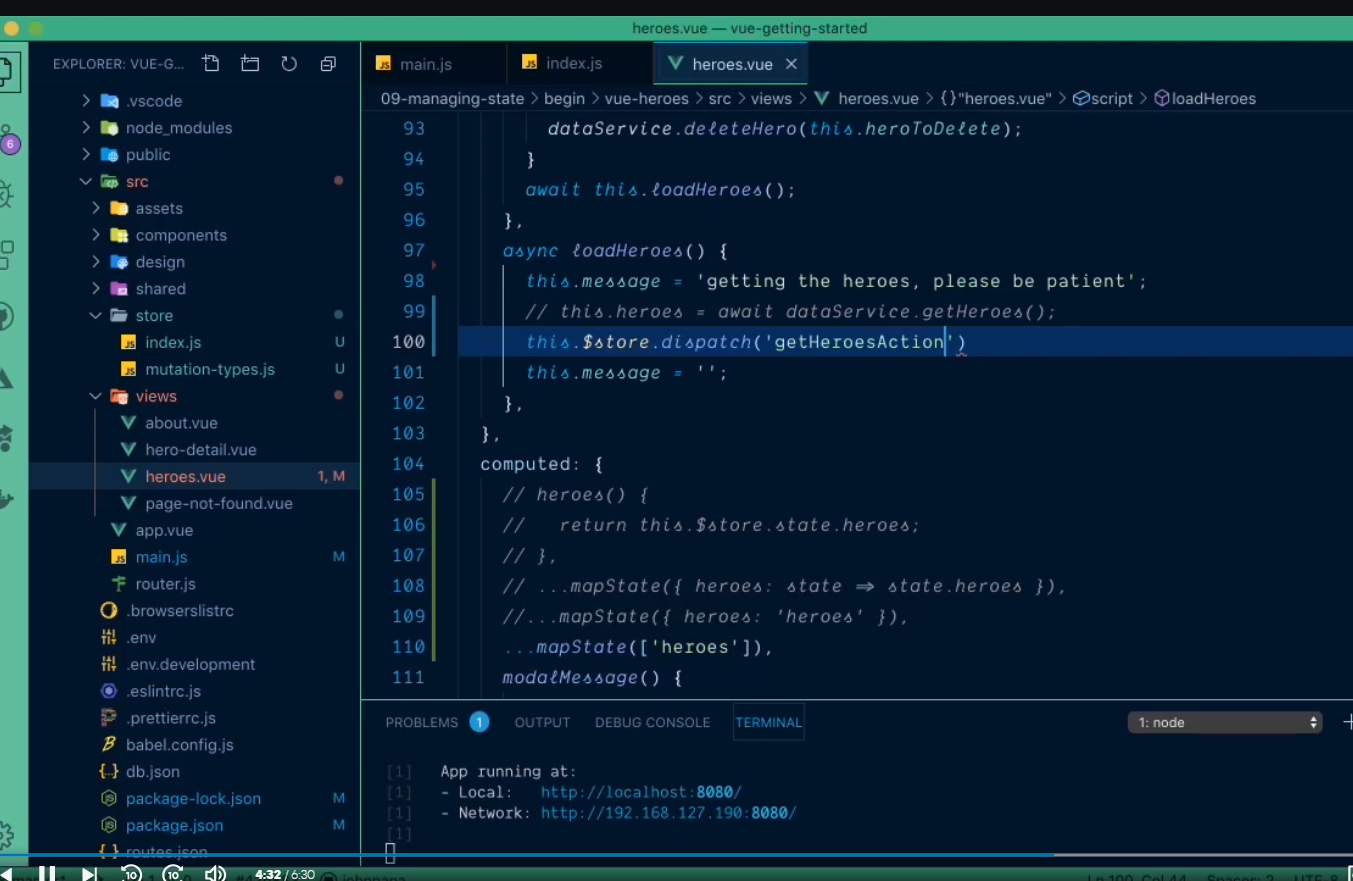 heroes.vue — vue-getting-started
EXPLORER: VUE-G...
main.js
index.js
heroes.vue
09-managing-state > begin > vue-heroes > src > views > heroes.vue > {}"heroes.vue" > script > loadHeroes
6
.vscode
node_modules
public
src
assets
components
design
shared
store
index.js U
mutation-types.js U
views
about.vue
hero-detail.vue
heroes.vue 1, M
page-not-found.vue
app.vue
main.js M
router.js
.browserslistrc
.env
.env.development
.eslintrc.js
.prettierrc.js
babel.config.js
db.json
package-lock.json M
package.json M
routes.json
93 dataService.deleteHero(this.heroToDelete);
94 }
95 await this.loadHeroes();
96 },
97 async loadHeroes() {
98 this.message = 'getting the heroes, please be patient';
99 // this.heroes = await dataService.getHeroes();
100 this.$store.dispatch('getHeroesAction')
101 this.message = '';
102 },
103 },
104 computed: {
105 // heroes() {
106 //   return this.$store.state.heroes;
107 // },
108 // ...mapState({ heroes: state => state.heroes }),
109 //...mapState({ heroes: 'heroes' }),
110 ...mapState(['heroes']),
111 modalMessage() {
PROBLEMS 1 OUTPUT DEBUG CONSOLE TERMINAL 1: node
[1] App running at:
[1] - Local: http://localhost:8080/
[1] - Network: http://192.168.127.190:8080/
[1]
10 10 4:32 / 6:30